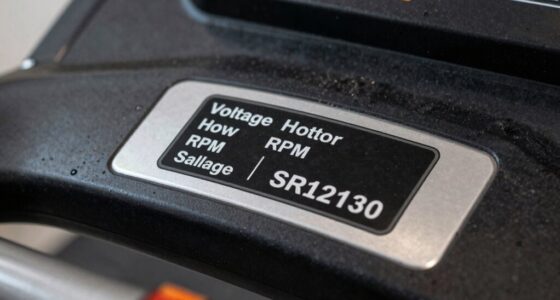 Voltage Hottor
How RPM
RPM
Sallage | SR12130